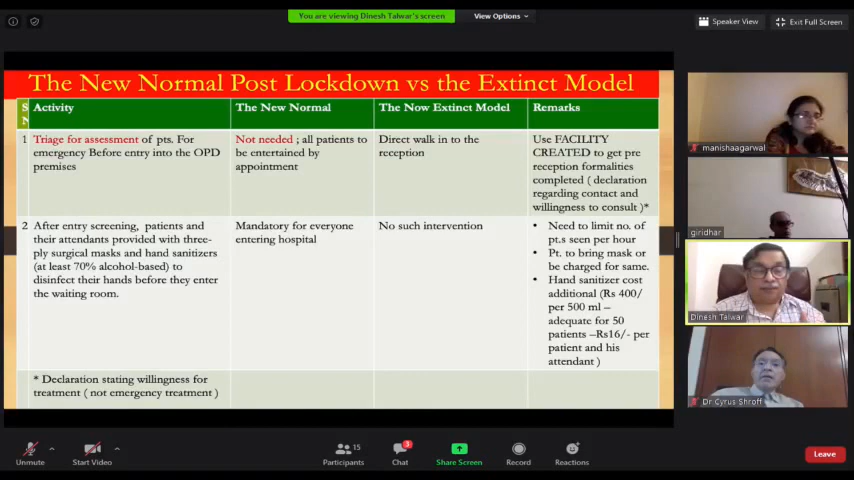 You are viewing Dinesh Talwar's screen
View Options
Speaker View
Exit Full Screen
The New Normal Post Lockdown vs the Extinct Model
S
N
Activity
The New Normal
The Now Extinct Model
Remarks
1
Triage for assessment of pts. For
emergency Before entry into the OPD
premises
Not needed ; all patients to
be entertained by
appointment
Direct walk in to the
reception
Use FACILITY
CREATED to get pre
reception formalities
completed ( declaration
regarding contact and
willingness to consult )*
2
After entry screening, patients and
their attendants provided with three-
ply surgical masks and hand sanitizers
(at least 70% alcohol-based) to
disinfect their hands before they enter
the waiting room.
Mandatory for everyone
entering hospital
No such intervention
• Need to limit no. of
pt.s seen per hour
• Pt. to bring mask or
be charged for same.
• Hand sanitizer cost
additional (Rs 400/
per 500 ml –
adequate for 50
patients –Rs16/- per
patient and his
attendant )
* Declaration stating willingness for
treatment ( not emergency treatment )
manishaagarwal
giridhar
Dinesh Talwar
Dr Cyrus Shroff
Unmute
Start Video
15
Participants
3
Chat
Share Screen
Record
Reactions
Leave